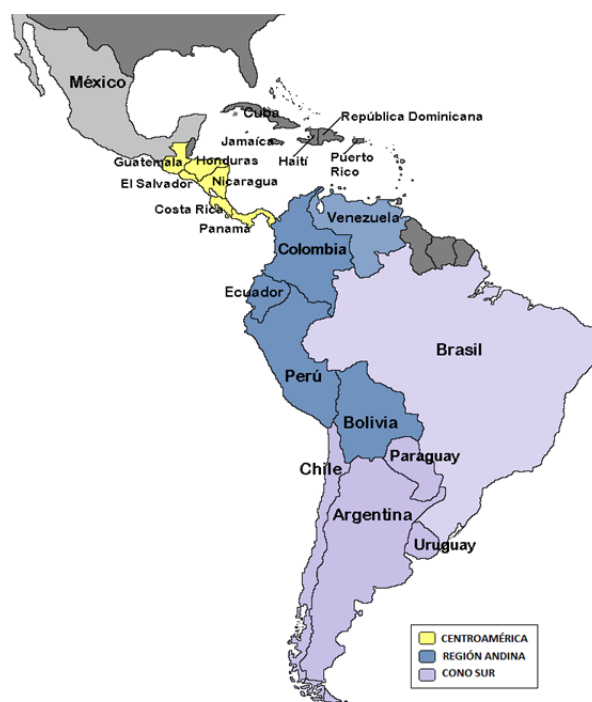 México
Cuba
República Dominicana
Jamaíca
Haití
Puerto
Rico
Guatemala
Honduras
El Salvador
Nicaragua
Costa Rica
Panamá
Venezuela
Colombia
Ecuador
Brasil
Perú
Bolivia
Paraguay
Chile
Argentina
Uruguay
CENTROAMÉRICA
REGIÓN ANDINA
CONO SUR